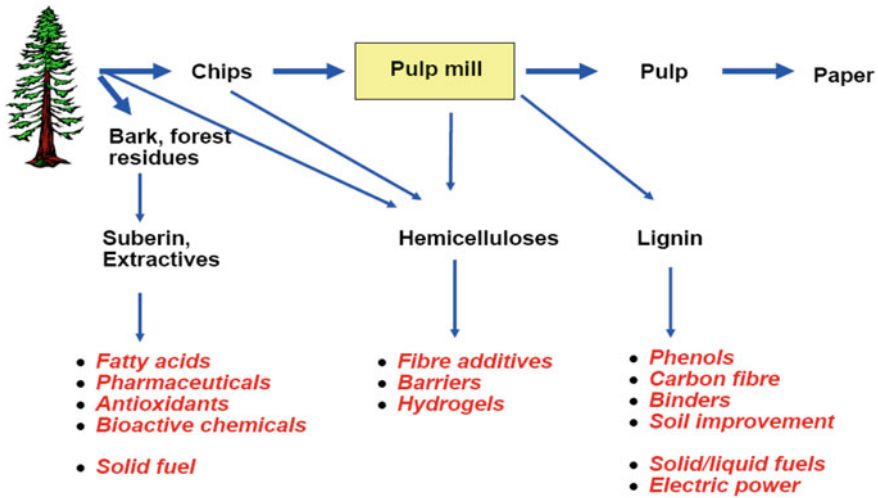 Chips
Pulp mill
Pulp
Paper
Bark, forest
residues
Suberin,
Extractives
Hemicelluloses
Lignin
• Fatty acids
• Pharmaceuticals
• Antioxidants
• Bioactive chemicals
• Solid fuel
• Fibre additives
• Barriers
• Hydrogels
• Phenols
• Carbon fibre
• Binders
• Soil improvement
• Solid/liquid fuels
• Electric power